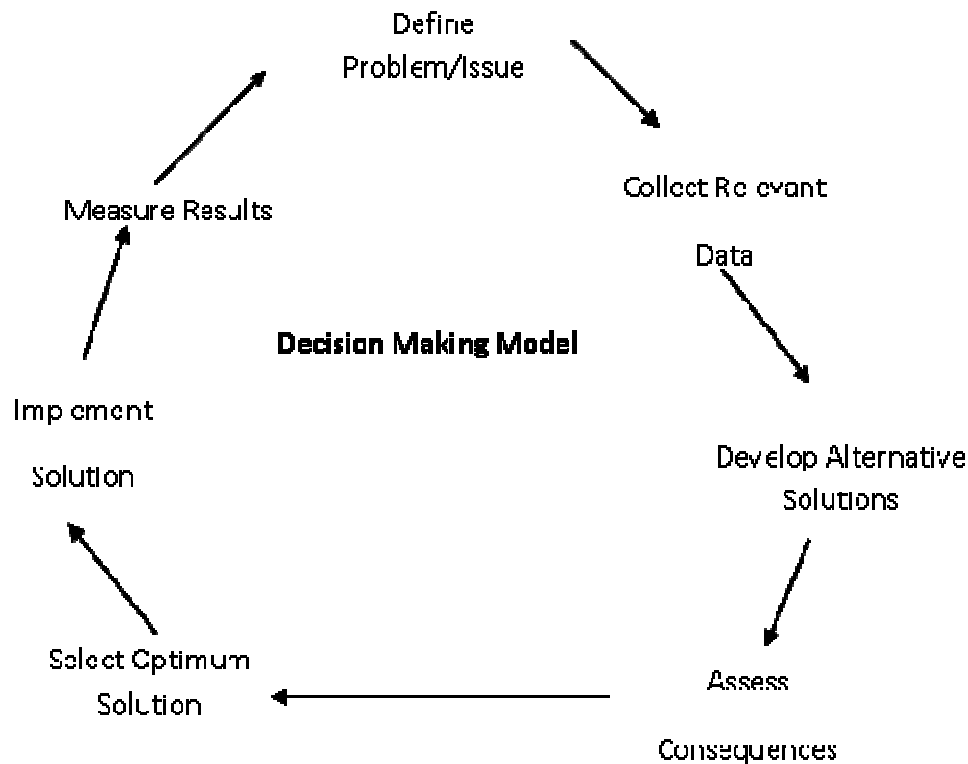 Define
Problem/Issue
Collect Relevant
Data
Develop Alternative
Solutions
Assess
Consequences
Select Optimum
Solution
Implement
Solution
Measure Results
Decision Making Model